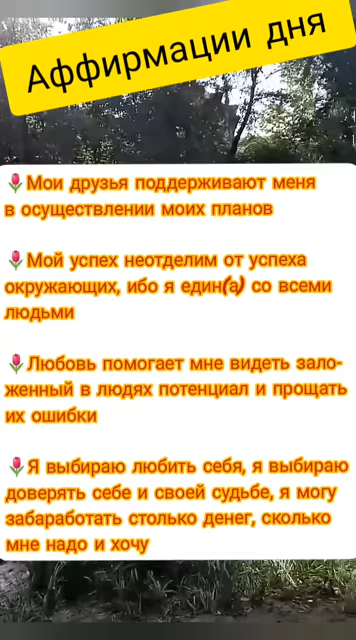 Аффирмации дня
🌷Мои друзья поддерживают меня
в осуществлении моих планов
🌷Мой успех неотделим от успеха
окружающих, ибо я един(а) со всеми
людьми
🌷Любовь помогает мне видеть зало-
женный в людях потенциал и прощать
их ошибки
🌷Я выбираю любить себя, я выбираю
доверять себе и своей судьбе, я могу
забаработать столько денег, сколько
мне надо и хочу